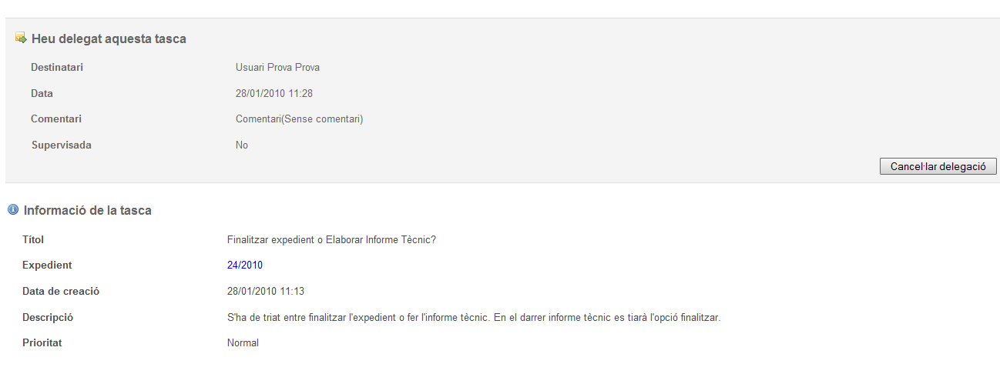 Heu delegat aquesta tasca
Destinatari Usuari Prova Prova
Data 28/01/2010 11:28
Comentari Comentari(Sense comentari)
Supervisada No
Cancel·lar delegació
Informació de la tasca
Títol Finalitzar expedient o Elaborar Informe Tècnic?
Expedient 24/2010
Data de creació 28/01/2010 11:13
Descripció S'ha de triat entre finalitzar l'expedient o fer l'informe tècnic. En el darrer informe tècnic es tiarà l'opció finalitzar.
Prioritat Normal